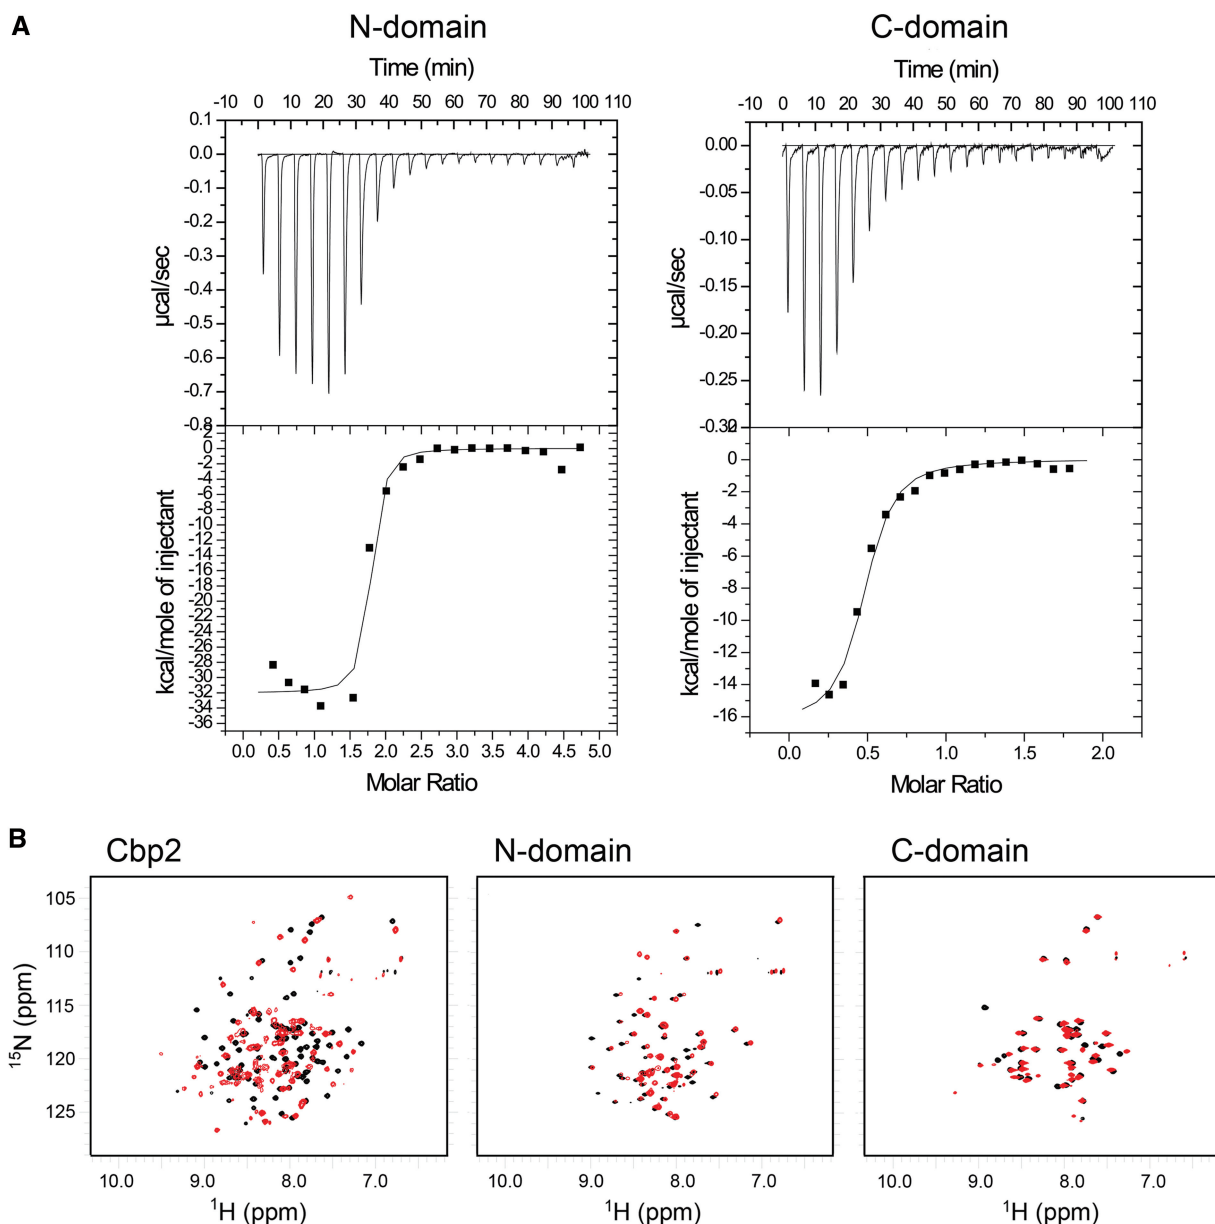 A
N-domain
Time (min)
-10 0 10 20 30 40 50 60 70 80 90 100 110
0.1
0.0
-0.1
-0.2
-0.3
-0.4
-0.5
-0.6
-0.7
-0.8
µcal/sec
2
0
-2
-4
-6
-8
-10
-12
-14
-16
-18
-20
-22
-24
-26
-28
-30
-32
-34
-36
kcal/mole of injectant
0.0 0.5 1.0 1.5 2.0 2.5 3.0 3.5 4.0 4.5 5.0
Molar Ratio
C-domain
Time (min)
-10 0 10 20 30 40 50 60 70 80 90 100 110
0.00
-0.05
-0.10
-0.15
-0.20
-0.25
-0.30
µcal/sec
2
0
-2
-4
-6
-8
-10
-12
-14
-16
kcal/mole of injectant
0.0 0.5 1.0 1.5 2.0
Molar Ratio
B
Cbp2
N-domain
C-domain
105
110
115
120
125
15N (ppm)
10.0 9.0 8.0 7.0
1H (ppm)
10.0 9.0 8.0 7.0
1H (ppm)
10.0 9.0 8.0 7.0
1H (ppm)